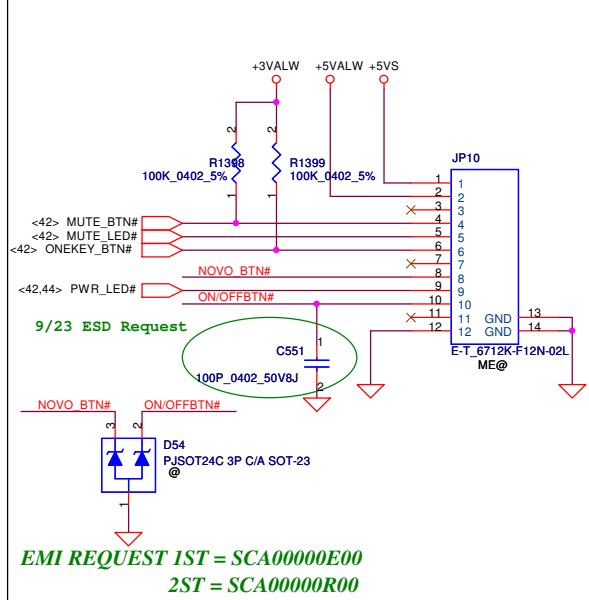 +3VALW +5VALW +5VS
R1398
100K_0402_5%
R1399
100K_0402_5%
2 2
1 1
JP10
1 1
2 2
3 3
<42> MUTE_BTN# 4 4
<42> MUTE_LED# 5 5
<42> ONEKEY_BTN# 6 6
7 7
NOVO_BTN# 8 8
<42,44> PWR_LED# 9 9
ON/OFFBTN# 10 10
11 11 GND 13
12 12 GND 14
E-T_6712K-F12N-02L
ME@
9/23 ESD Request
1
C551
100P_0402_50V8J
2
NOVO_BTN# ON/OFFBTN#
3 2
D54
PJSOT24C 3P C/A SOT-23
@
1
EMI REQUEST 1ST = SCA00000E00
2ST = SCA00000R00